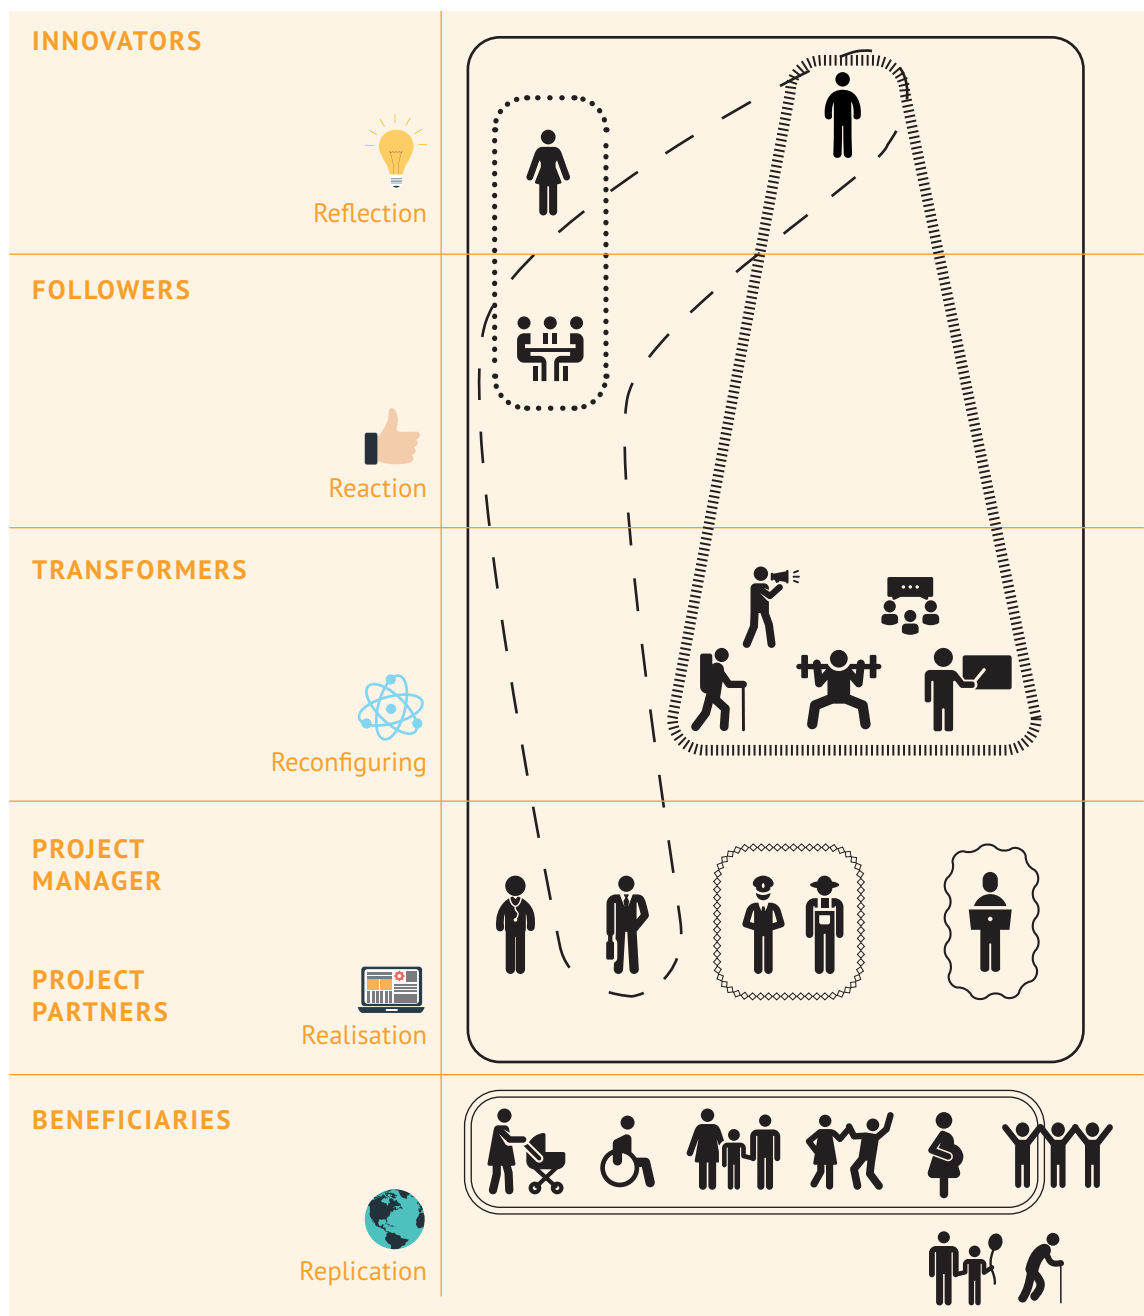 INNOVATORS
Reflection
FOLLOWERS
Reaction
TRANSFORMERS
Reconfiguring
PROJECT
MANAGER
PROJECT
PARTNERS
Realisation
BENEFICIARIES
Replication